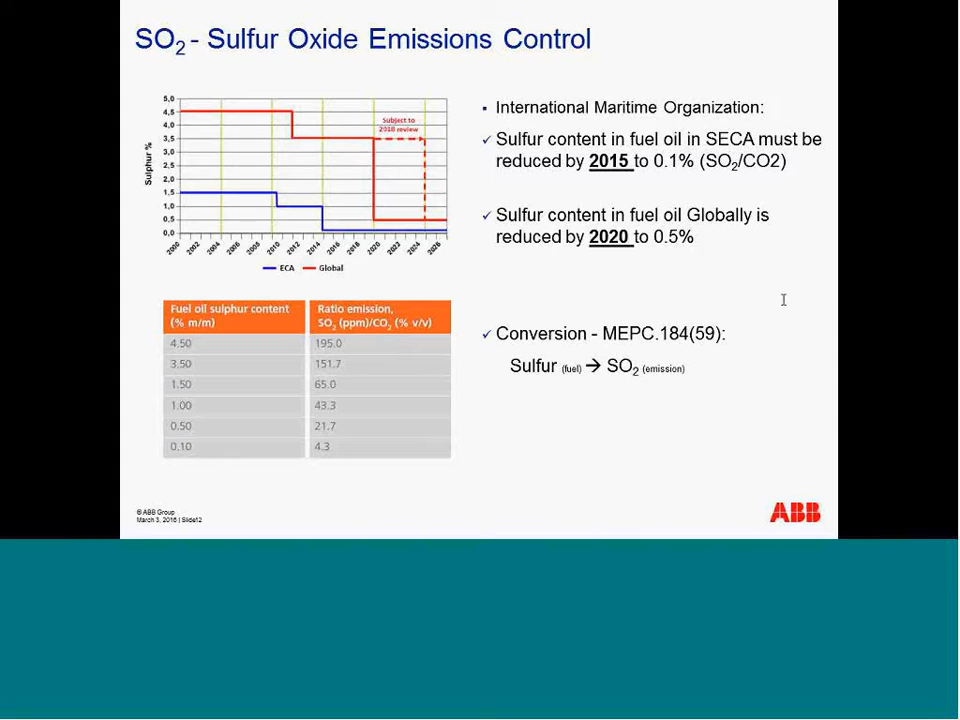 SO2 - Sulfur Oxide Emissions Control
5,0
4,5
4,0
3,5
3,0
2,5
2,0
1,5
1,0
0,5
0,0
Sulphur %
Subject to
2018 review
2000 2002 2004 2006 2008 2010 2012 2014 2016 2018 2020 2022 2024 2026
ECA Global
Fuel oil sulphur content (% m/m) | Ratio emission, SO2 (ppm)/CO2 (% v/v)
4.50 195.0
3.50 151.7
1.50 65.0
1.00 43.3
0.50 21.7
0.10 4.3
▪ International Maritime Organization:
✓ Sulfur content in fuel oil in SECA must be
reduced by 2015 to 0.1% (SO2/CO2)
✓ Sulfur content in fuel oil Globally is
reduced by 2020 to 0.5%
✓ Conversion - MEPC.184(59):
Sulfur (fuel) → SO2 (emission)
© ABB Group
March 3, 2016 | Slide12
ABB